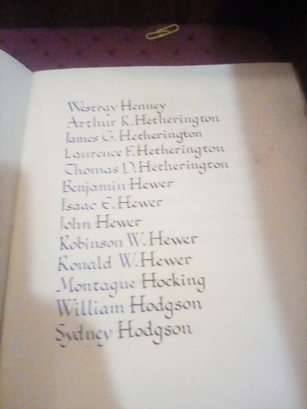 Westray Henney
Arthur K. Hetherington
James G. Hetherington
Laurence F. Hetherington
Thomas D. Hetherington
Benjamin Hewer
Isaac E. Hewer
John Hewer
Robinson W. Hewer
Ronald W. Hewer
Montague Hocking
William Hodgson
Sydney Hodgson